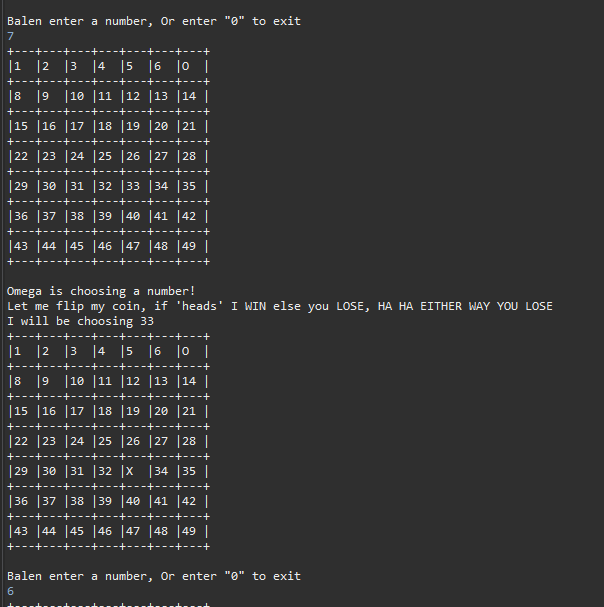 Balen enter a number, Or enter "0" to exit
7
+---+---+---+---+---+---+---+
|1  |2  |3  |4  |5  |6  |O  |
+---+---+---+---+---+---+---+
|8  |9  |10 |11 |12 |13 |14 |
+---+---+---+---+---+---+---+
|15 |16 |17 |18 |19 |20 |21 |
+---+---+---+---+---+---+---+
|22 |23 |24 |25 |26 |27 |28 |
+---+---+---+---+---+---+---+
|29 |30 |31 |32 |33 |34 |35 |
+---+---+---+---+---+---+---+
|36 |37 |38 |39 |40 |41 |42 |
+---+---+---+---+---+---+---+
|43 |44 |45 |46 |47 |48 |49 |
+---+---+---+---+---+---+---+
Omega is choosing a number!
Let me flip my coin, if 'heads' I WIN else you LOSE, HA HA EITHER WAY YOU LOSE
I will be choosing 33
+---+---+---+---+---+---+---+
|1  |2  |3  |4  |5  |6  |O  |
+---+---+---+---+---+---+---+
|8  |9  |10 |11 |12 |13 |14 |
+---+---+---+---+---+---+---+
|15 |16 |17 |18 |19 |20 |21 |
+---+---+---+---+---+---+---+
|22 |23 |24 |25 |26 |27 |28 |
+---+---+---+---+---+---+---+
|29 |30 |31 |32 |X  |34 |35 |
+---+---+---+---+---+---+---+
|36 |37 |38 |39 |40 |41 |42 |
+---+---+---+---+---+---+---+
|43 |44 |45 |46 |47 |48 |49 |
+---+---+---+---+---+---+---+
Balen enter a number, Or enter "0" to exit
6
+---+---+---+---+---+---+---+